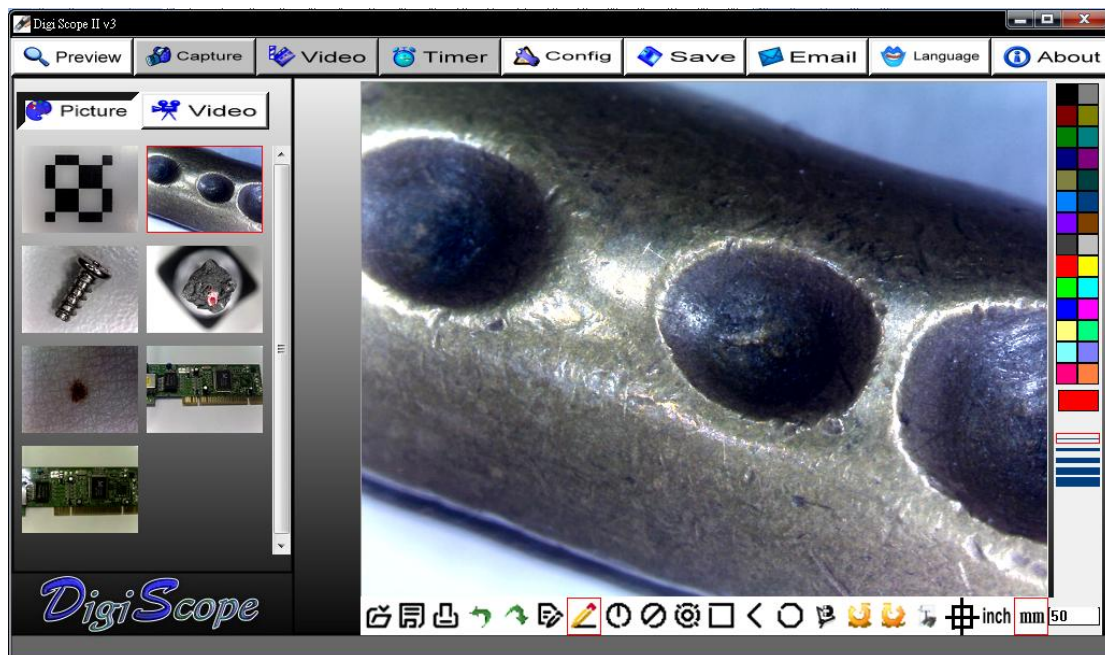 Digi Scope II v3
Preview Capture Video Timer Config Save Email Language About
Picture Video
DigiScope
inch mm 50